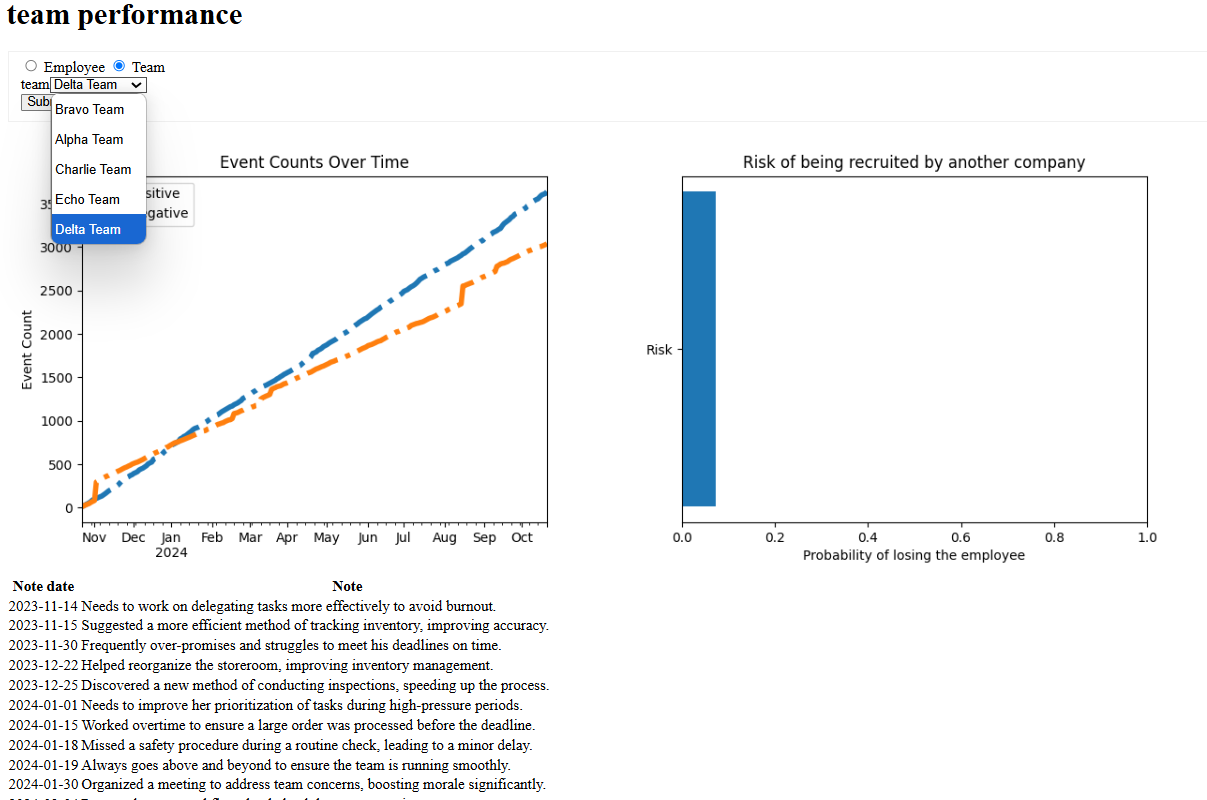 team performance
Employee Team
team Delta Team
Sub
Bravo Team
Alpha Team
Charlie Team
Echo Team
Delta Team
Event Counts Over Time
sitive
gative
Event Count
35
3000
2500
2000
1500
1000
500
0
Nov Dec Jan Feb Mar Apr May Jun Jul Aug Sep Oct
2024
Risk of being recruited by another company
Risk
0.0 0.2 0.4 0.6 0.8 1.0
Probability of losing the employee
Note date Note
2023-11-14 Needs to work on delegating tasks more effectively to avoid burnout.
2023-11-15 Suggested a more efficient method of tracking inventory, improving accuracy.
2023-11-30 Frequently over-promises and struggles to meet his deadlines on time.
2023-12-22 Helped reorganize the storeroom, improving inventory management.
2023-12-25 Discovered a new method of conducting inspections, speeding up the process.
2024-01-01 Needs to improve her prioritization of tasks during high-pressure periods.
2024-01-15 Worked overtime to ensure a large order was processed before the deadline.
2024-01-18 Missed a safety procedure during a routine check, leading to a minor delay.
2024-01-19 Always goes above and beyond to ensure the team is running smoothly.
2024-01-30 Organized a meeting to address team concerns, boosting morale significantly.